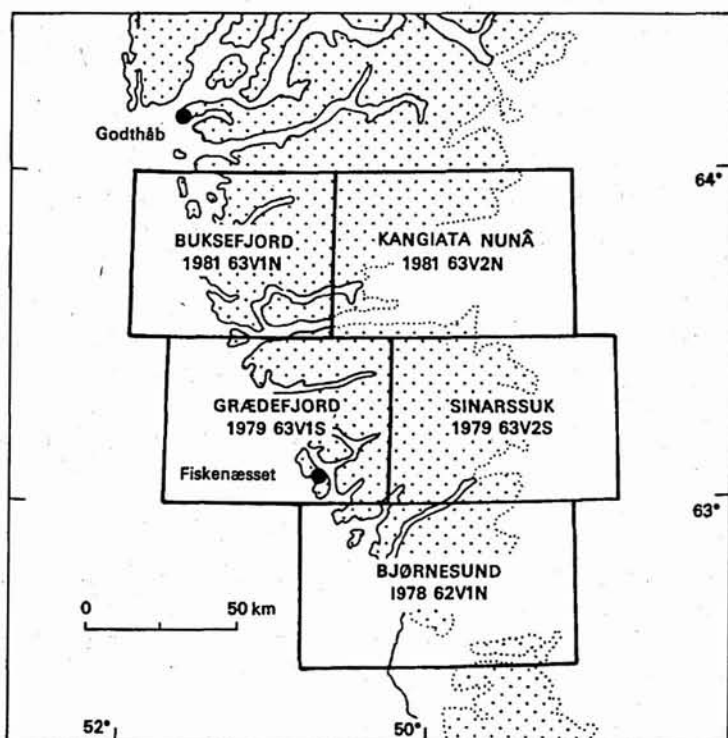 Godthåb
64°
BUKSEFJORD
1981 63V1N
KANGIATA NUNÂ
1981 63V2N
GRÆDEFJORD
1979 63V1S
SINARSSUK
1979 63V2S
Fiskenæsset
63°
BJØRNESUND
1978 62V1N
0 50 km
52°
50°